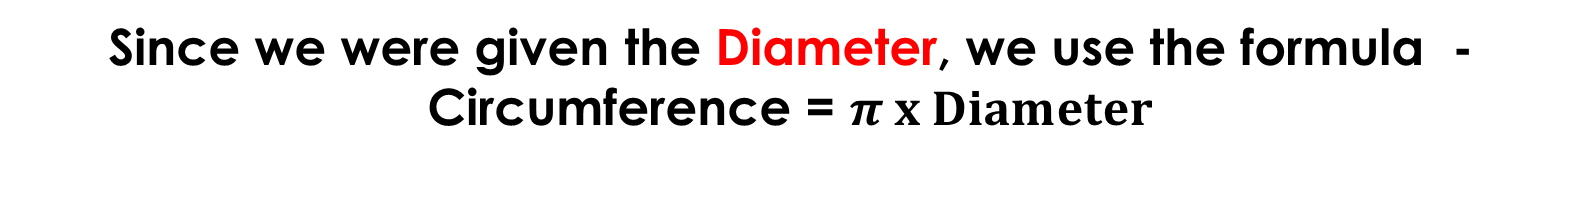 Since we were given the Diameter, we use the formula -
Circumference = π x Diameter